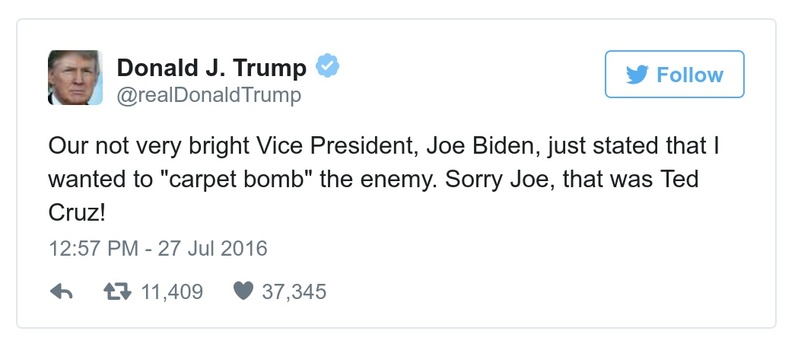 Donald J. Trump
Follow
@realDonaldTrump
Our not very bright Vice President, Joe Biden, just stated that I
wanted to "carpet bomb" the enemy. Sorry Joe, that was Ted
Cruz!
12:57 PM - 27 Jul 2016
11,409 37,345